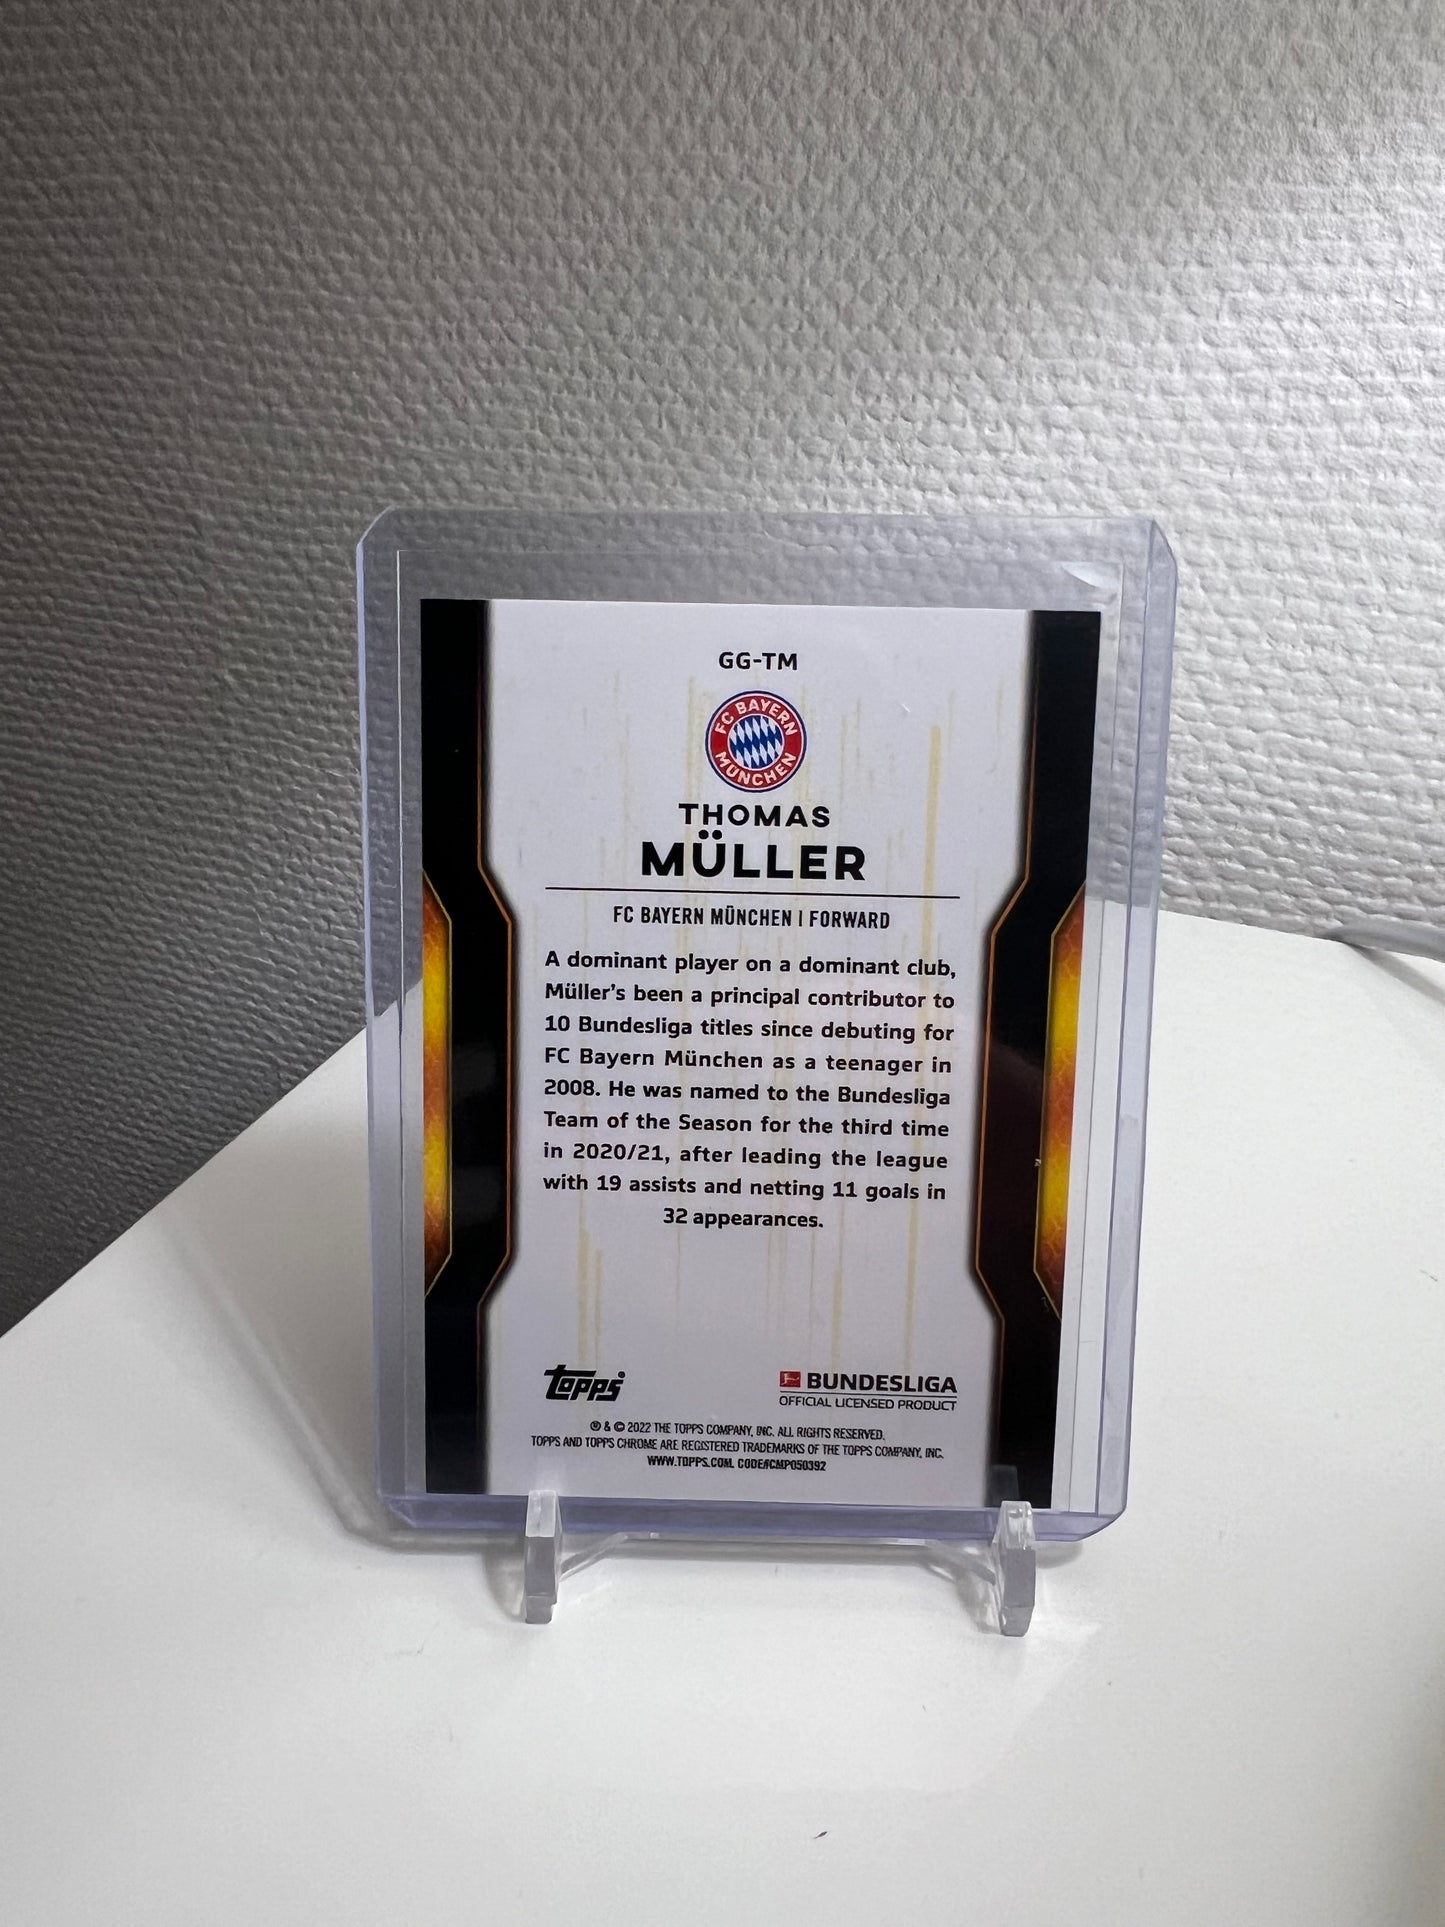 GG-TM
FC BAYERN
MÜNCHEN
THOMAS
MÜLLER
FC BAYERN MÜNCHEN | FORWARD
A dominant player on a dominant club,
Müller's been a principal contributor to
10 Bundesliga titles since debuting for
FC Bayern München as a teenager in
2008. He was named to the Bundesliga
Team of the Season for the third time
in 2020/21, after leading the league
with 19 assists and netting 11 goals in
32 appearances.
topps
BUNDESLIGA
OFFICIAL LICENSED PRODUCT
® & © 2022 THE TOPPS COMPANY, INC. ALL RIGHTS RESERVED.
TOPPS AND TOPPS CHROME ARE REGISTERED TRADEMARKS OF THE TOPPS COMPANY, INC.
WWW.TOPPS.COM. CODE#CMP050392